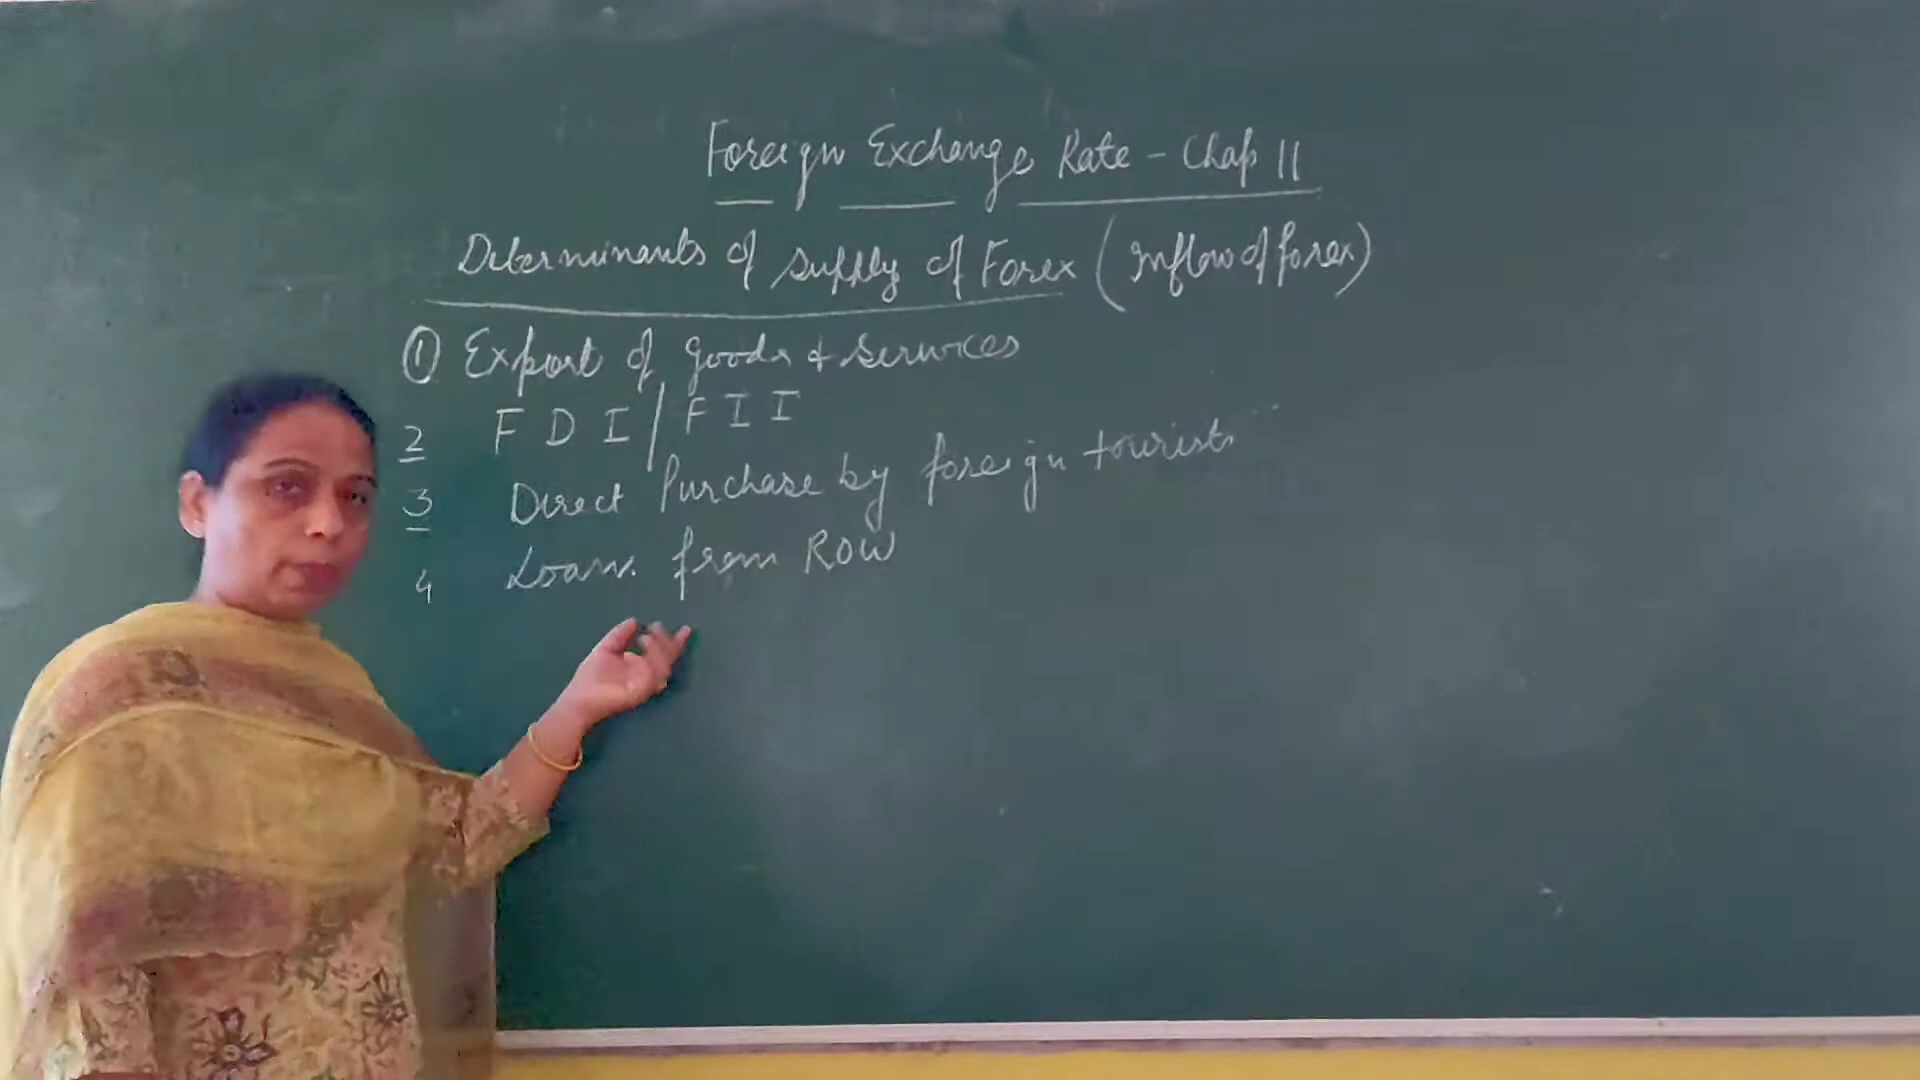 Foreign Exchange Rate - Chap 11
Determinants of supply of Forex (Inflow of forex)
① Export of goods & services
2 F D I / F I I
3 Direct Purchase by foreign tourists
4 Loans from ROW